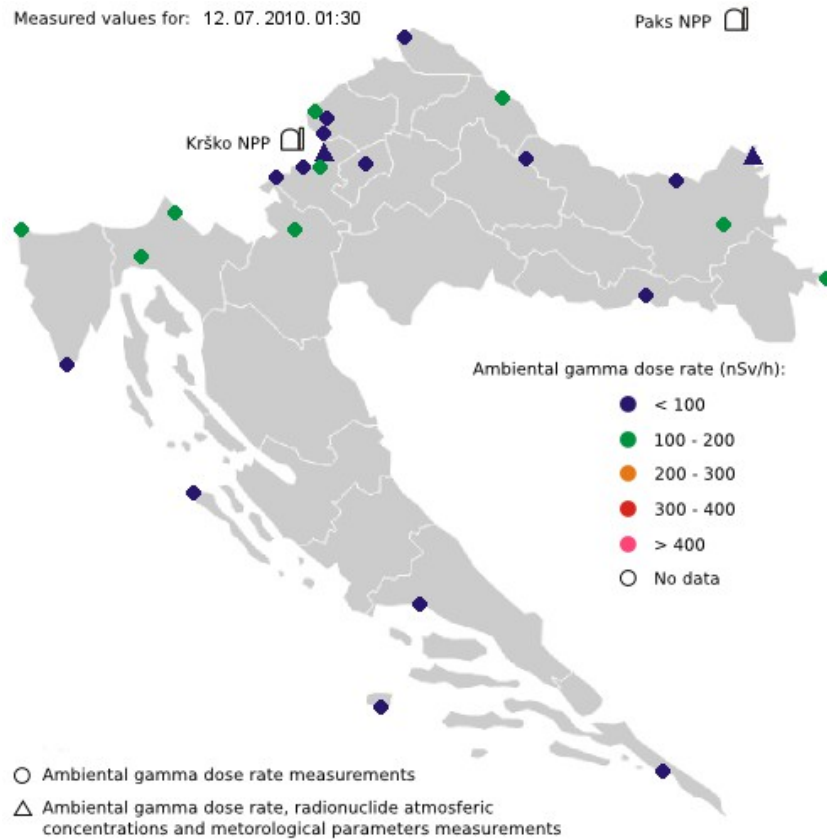 Measured values for: 12. 07. 2010. 01:30
Paks NPP
Krško NPP
Ambiental gamma dose rate (nSv/h):
< 100
100 - 200
200 - 300
300 - 400
> 400
No data
Ambiental gamma dose rate measurements
Ambiental gamma dose rate, radionuclide atmosferic
concentrations and metorological parameters measurements